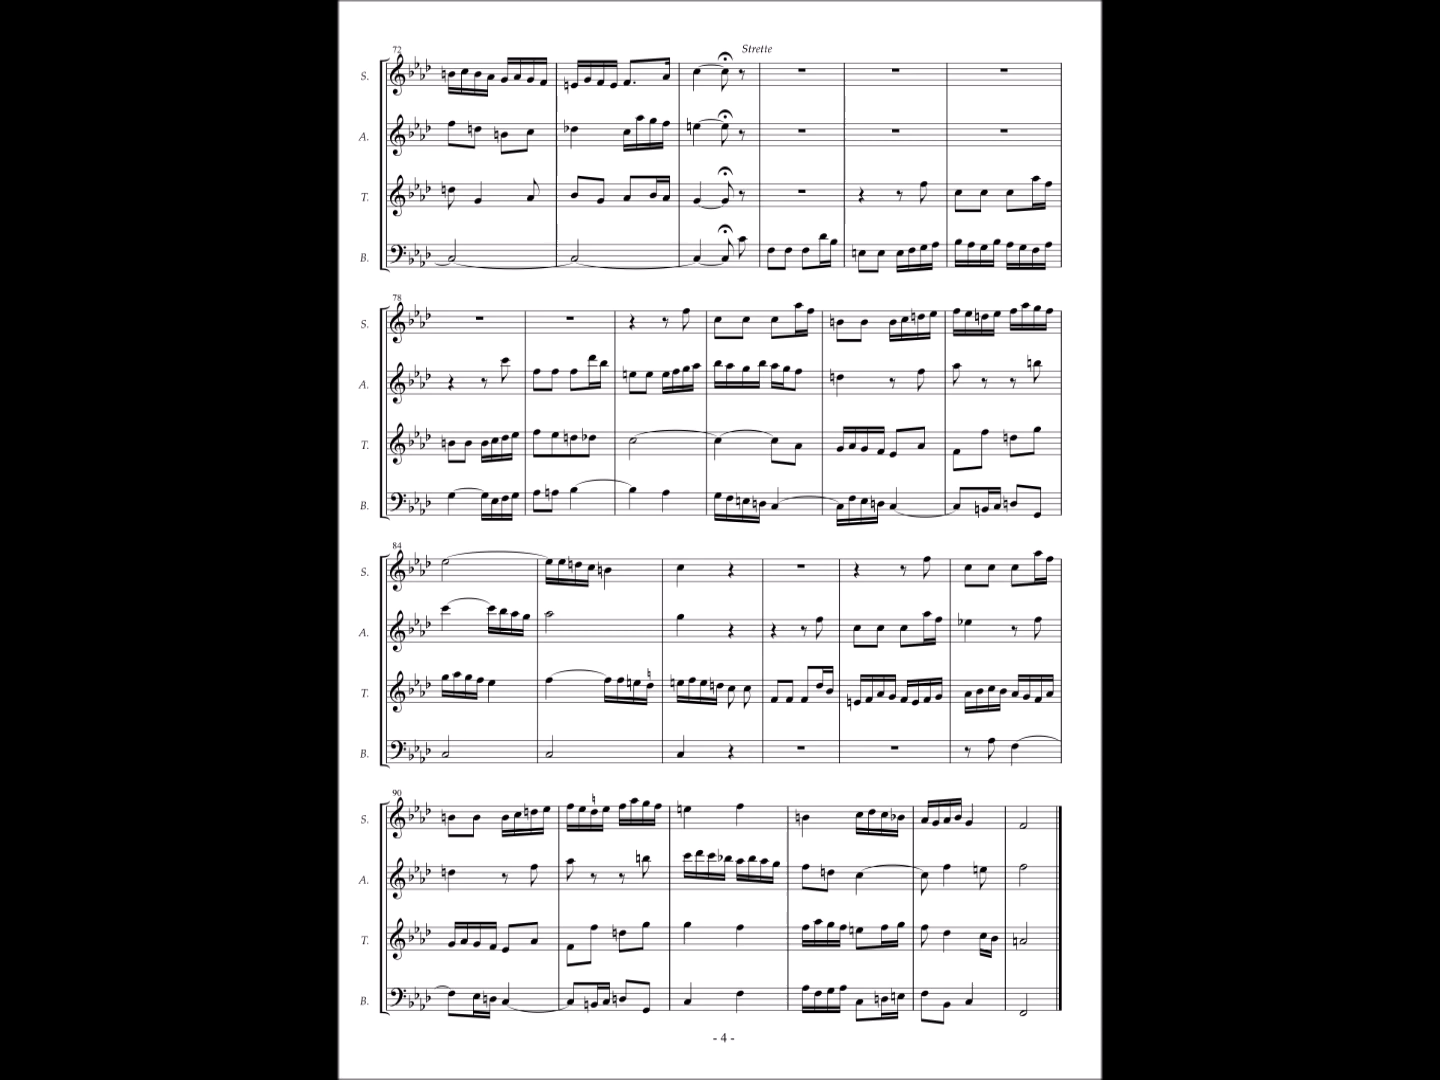 72
Strette
S.
A.
T.
B.
78
S.
A.
T.
B.
84
S.
A.
T.
B.
90
S.
A.
T.
B.
- 4 -